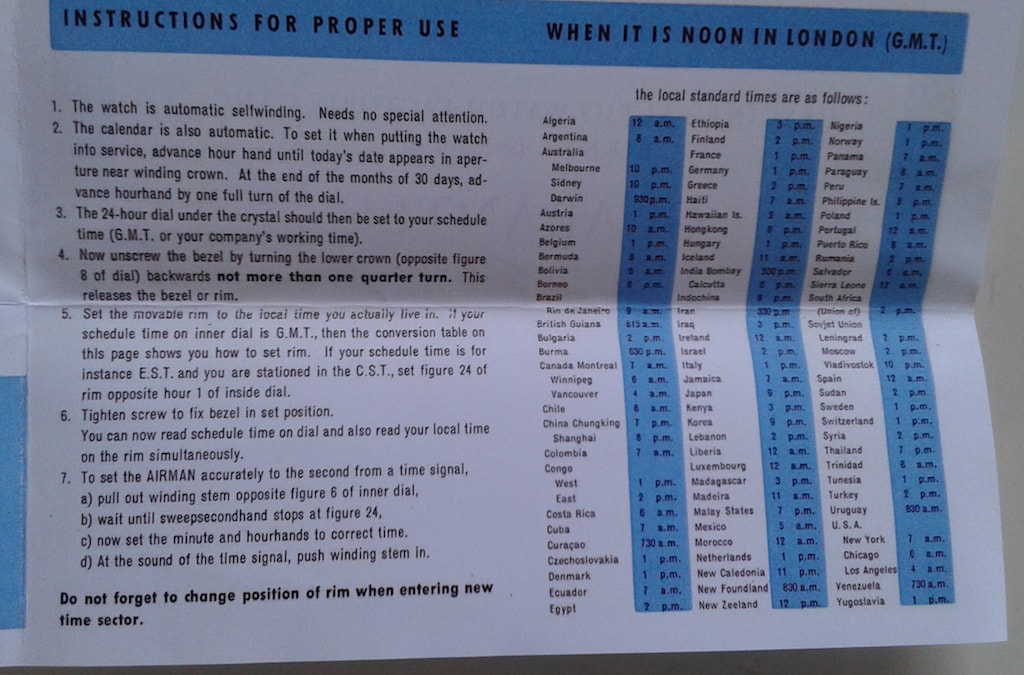 INSTRUCTIONS FOR PROPER USE
1. The watch is automatic selfwinding. Needs no special attention.
2. The calendar is also automatic. To set it when putting the watch
into service, advance hour hand until today's date appears in aper-
ture near winding crown. At the end of the months of 30 days, ad-
vance hourhand by one full turn of the dial.
3. The 24-hour dial under the crystal should then be set to your schedule
time (G.M.T. or your company's working time).
4. Now unscrew the bezel by turning the lower crown (opposite figure
8 of dial) backwards not more than one quarter turn. This
releases the bezel or rim.
5. Set the movable rim to the local time you actually live in. If your
schedule time on inner dial is G.M.T., then the conversion table on
this page shows you how to set rim. If your schedule time is for
instance E.S.T. and you are stationed in the C.S.T., set figure 24 of
rim opposite hour 1 of inside dial.
6. Tighten screw to fix bezel in set position.
You can now read schedule time on dial and also read your local time
on the rim simultaneously.
7. To set the AIRMAN accurately to the second from a time signal,
a) pull out winding stem opposite figure 6 of inner dial,
b) wait until sweepsecondhand stops at figure 24,
c) now set the minute and hourhands to correct time.
d) At the sound of the time signal, push winding stem in.
Do not forget to change position of rim when entering new
time sector.
WHEN IT IS NOON IN LONDON (G.M.T.)
the local standard times are as follows:
Algeria 12 a.m.
Argentina 8 a.m.
Australia
Melbourne 10 p.m.
Sidney 10 p.m.
Darwin 930 p.m.
Austria 1 p.m.
Azores 10 a.m.
Belgium 1 p.m.
Bermuda 8 a.m.
Bolivia 8 a.m.
Borneo 8 p.m.
Brazil
Rio de Janeiro 9 a.m.
British Guiana 815 a.m.
Bulgaria 2 p.m.
Burma 630 p.m.
Canada Montreal 7 a.m.
Winnipeg 6 a.m.
Vancouver 4 a.m.
Chile 8 a.m.
China Chungking 7 p.m.
Shanghai 8 p.m.
Colombia 7 a.m.
Congo
West 1 p.m.
East 2 p.m.
Costa Rica 6 a.m.
Cuba 7 a.m.
Curaçao 730 a.m.
Czechoslovakia 1 p.m.
Denmark 1 p.m.
Ecuador 7 a.m.
Egypt 2 p.m.
Ethiopia 3 p.m.
Finland 2 p.m.
France 1 p.m.
Germany 1 p.m.
Greece 2 p.m.
Haiti 7 a.m.
Hawaiian Is. 2 a.m.
Hongkong 8 p.m.
Hungary 1 p.m.
Iceland 11 a.m.
India Bombay 530 p.m.
Calcutta 6 p.m.
Indochina 8 p.m.
Iran 330 p.m.
Iraq 3 p.m.
Ireland 12 a.m.
Israel 2 p.m.
Italy 1 p.m.
Jamaica 7 a.m.
Japan 9 p.m.
Kenya 3 p.m.
Korea 9 p.m.
Lebanon 2 p.m.
Liberia 12 a.m.
Luxembourg 12 a.m.
Madagascar 3 p.m.
Madeira 11 a.m.
Malay States 7 p.m.
Mexico 5 a.m.
Morocco 12 a.m.
Netherlands 1 p.m.
New Caledonia 11 p.m.
New Foundland 830 a.m.
New Zeeland 12 p.m.
Nigeria 1 p.m.
Norway 1 p.m.
Panama 7 a.m.
Paraguay 8 a.m.
Peru 7 a.m.
Philippine Is. 8 p.m.
Poland 1 p.m.
Portugal 12 a.m.
Puerto Rico 8 a.m.
Rumania 2 p.m.
Salvador 6 a.m.
Sierra Leone 12 a.m.
South Africa
(Union of) 2 p.m.
Sovjet Union
Leningrad 2 p.m.
Moscow 2 p.m.
Vladivostok 10 p.m.
Spain 12 a.m.
Sudan 2 p.m.
Sweden 1 p.m.
Switzerland 1 p.m.
Syria 2 p.m.
Thailand 7 p.m.
Trinidad 8 a.m.
Tunesia 1 p.m.
Turkey 2 p.m.
Uruguay 830 a.m.
U.S.A.
New York 7 a.m.
Chicago 6 a.m.
Los Angeles 4 a.m.
Venezuela 730 a.m.
Yugoslavia 1 p.m.